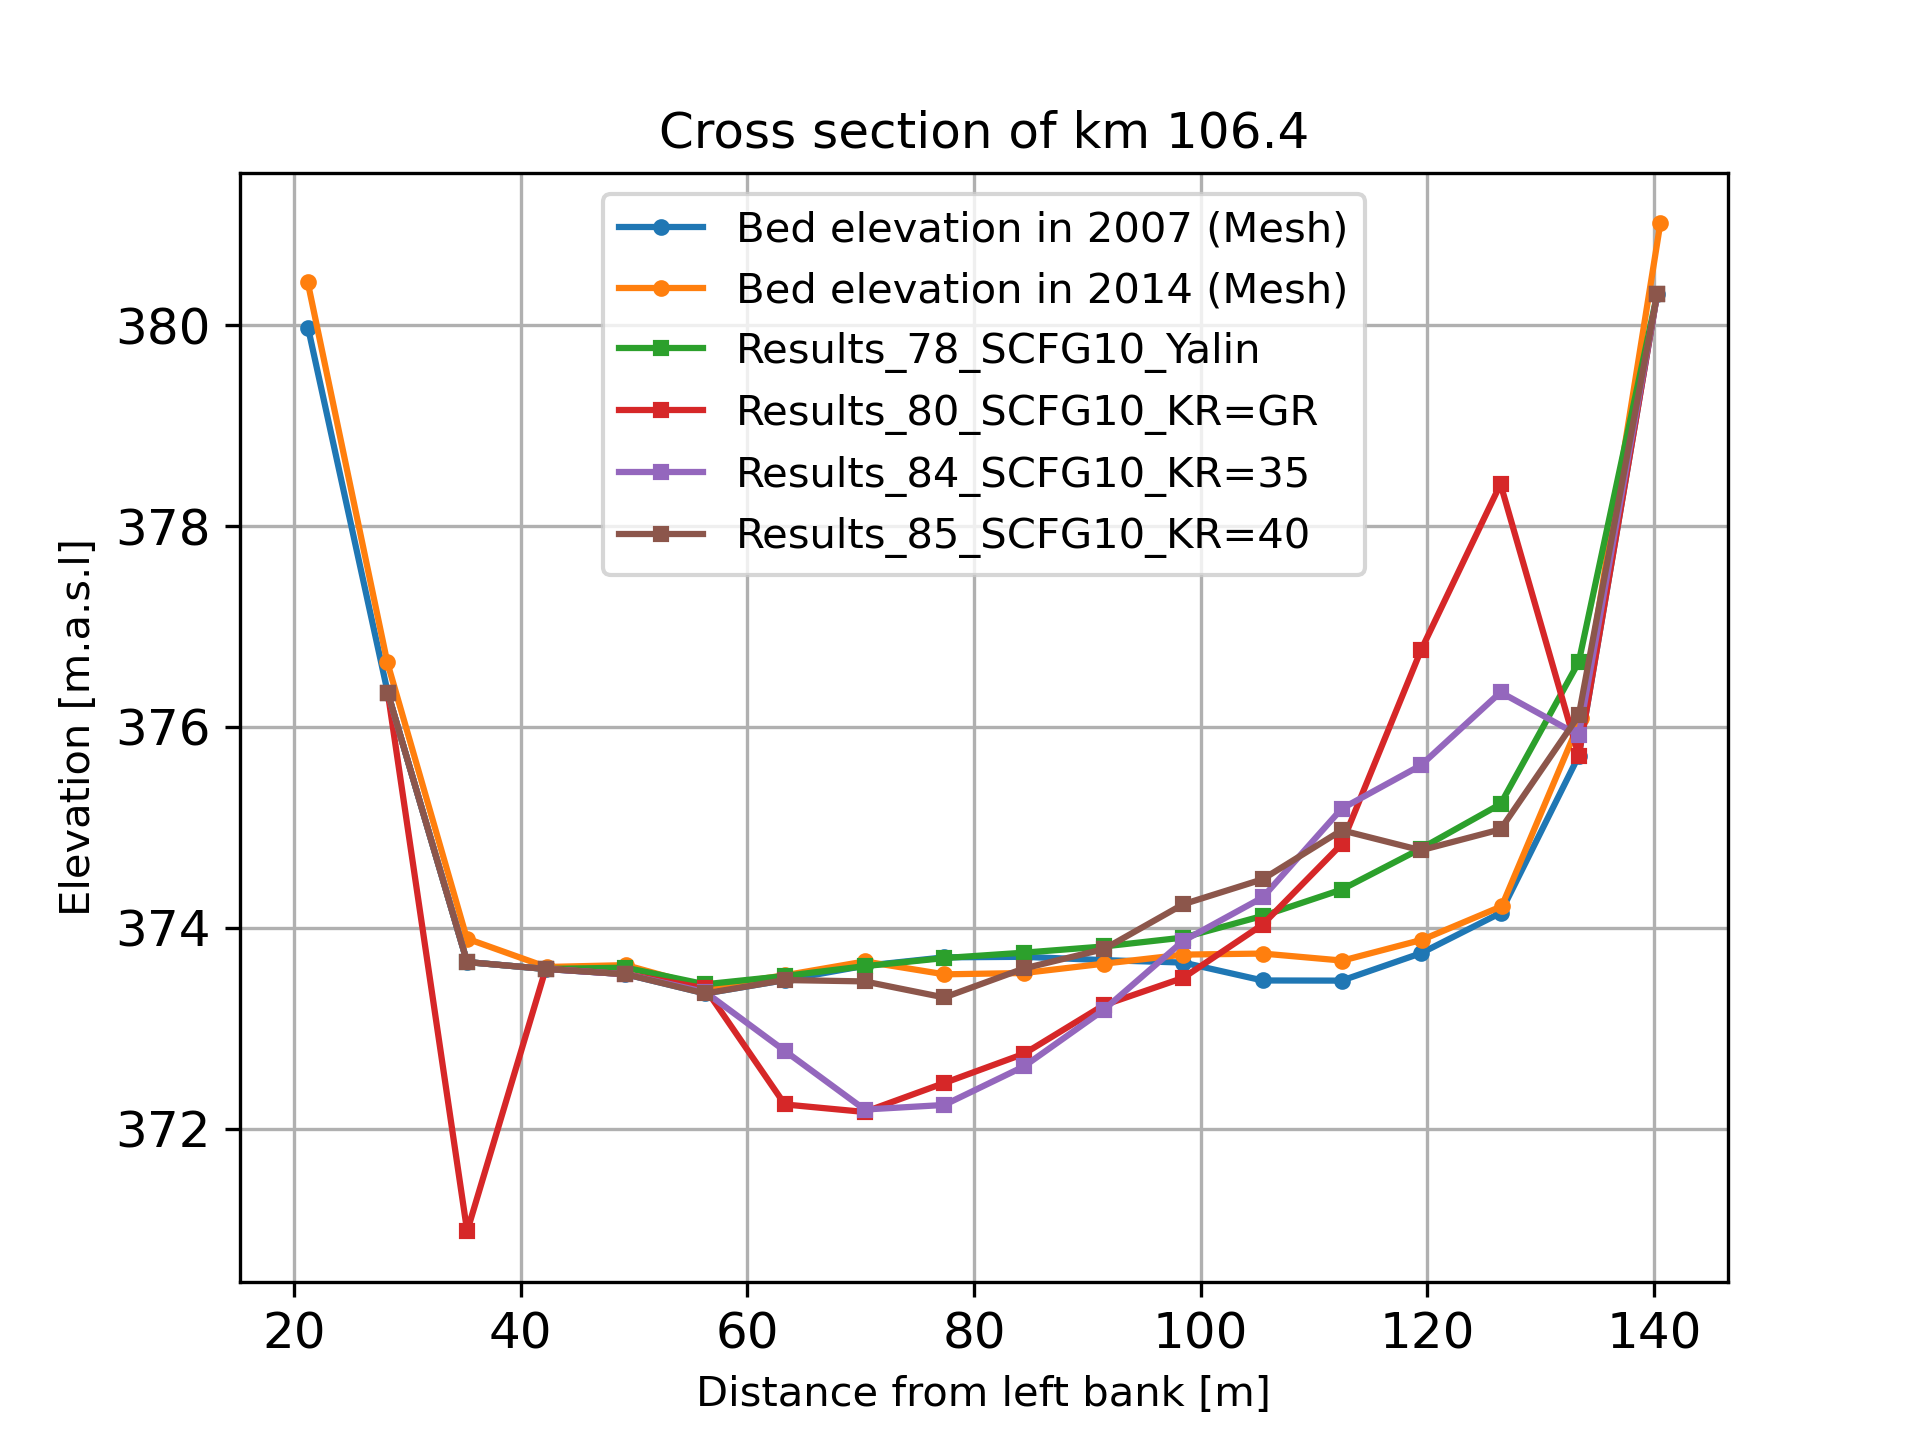 Cross section of km 106.4
Bed elevation in 2007 (Mesh)
Bed elevation in 2014 (Mesh)
Results_78_SCFG10_Yalin
Results_80_SCFG10_KR=GR
Results_84_SCFG10_KR=35
Results_85_SCFG10_KR=40
Elevation [m.a.s.l]
380
378
376
374
372
20 40 60 80 100 120 140
Distance from left bank [m]